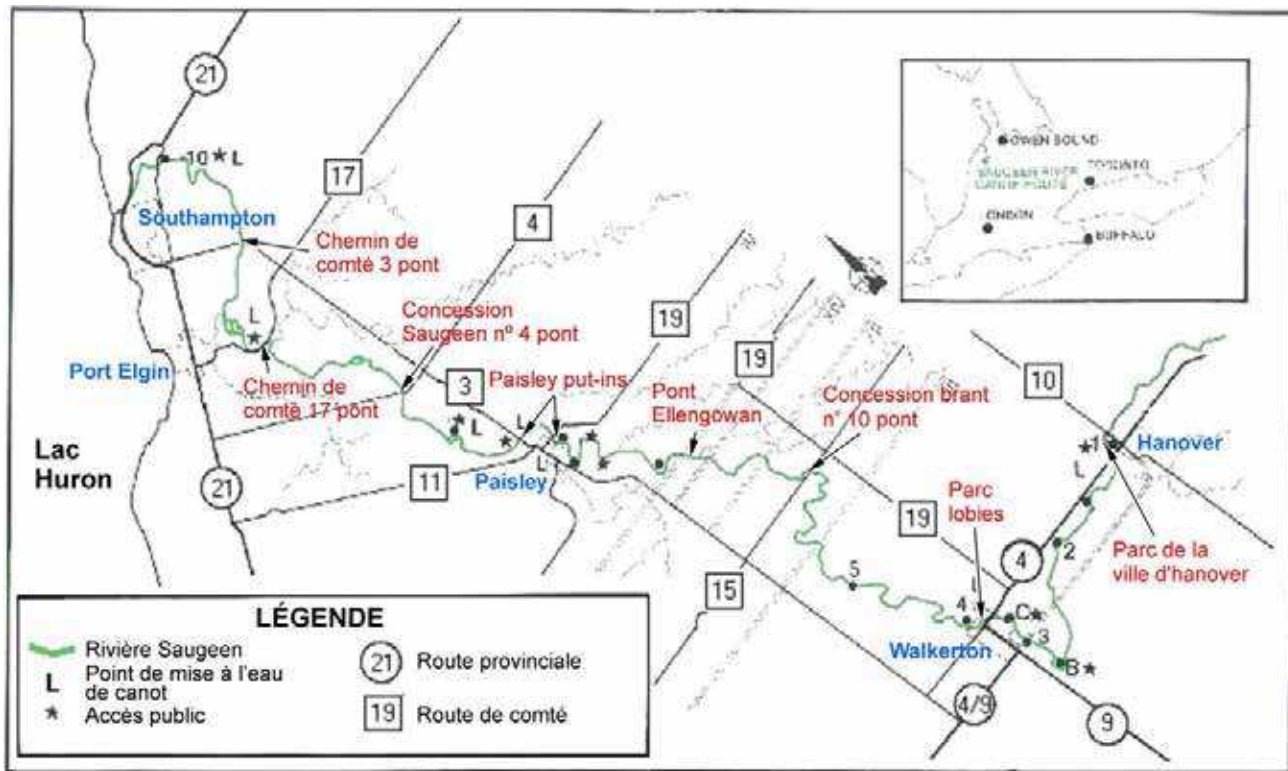 21
10 * L
17
Southampton
Chemin de
comté 3 pont
4
Concession
Saugeen nº 4 pont
L
*
Port Elgin
Chemin de
comté 17 pont
Lac
Huron
21
11
3
Paisley put-ins
L
* L
*
L
Paisley
19
Pont
Ellengowan
*
*
19
Concession brant
n° 10 pont
10
*1
Hanover
L
Parc
lobies
19
4
2
Parc de la
ville d'hanover
15
5
L
4
C*
3
B*
Walkerton
4/9
9
OWEN SOUND
SAUGEEN RIVER
CANOE ROUTE
TORONTO
ONDON
BUFFALO
LÉGENDE
Rivière Saugeen
L Point de mise à l'eau
de canot
* Accès public
21 Route provinciale
19 Route de comté